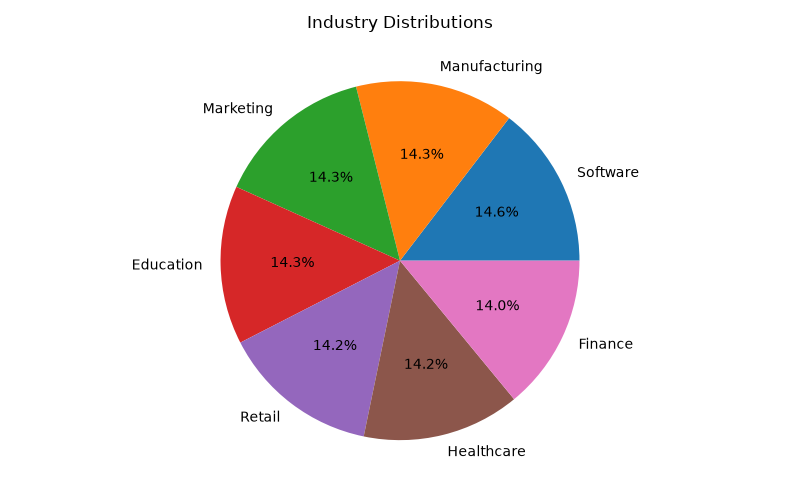 Industry Distributions
Manufacturing
Marketing
14.3%
14.3%
Software
14.6%
Education
14.3%
14.0%
Finance
14.2%
14.2%
Retail
Healthcare